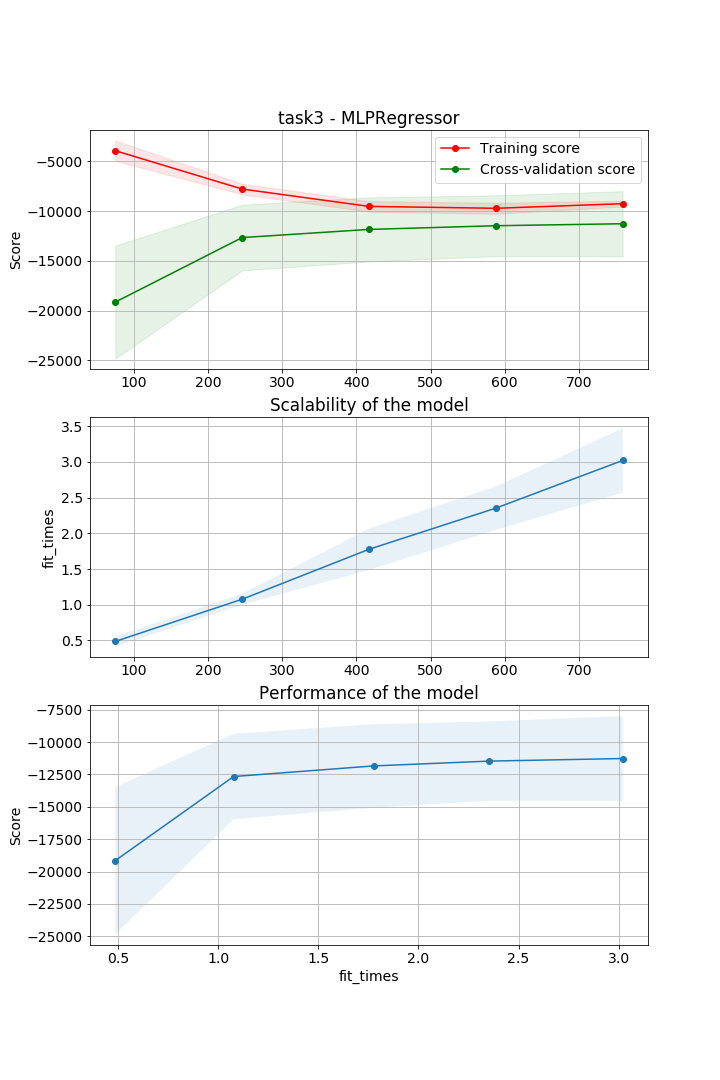 task3 - MLPRegressor
Training score
Cross-validation score
−5000
−10000
−15000
−20000
−25000
Score
100 200 300 400 500 600 700
Scalability of the model
3.5
3.0
2.5
2.0
1.5
1.0
0.5
fit_times
100 200 300 400 500 600 700
Performance of the model
−7500
−10000
−12500
−15000
−17500
−20000
−22500
−25000
Score
0.5 1.0 1.5 2.0 2.5 3.0
fit_times